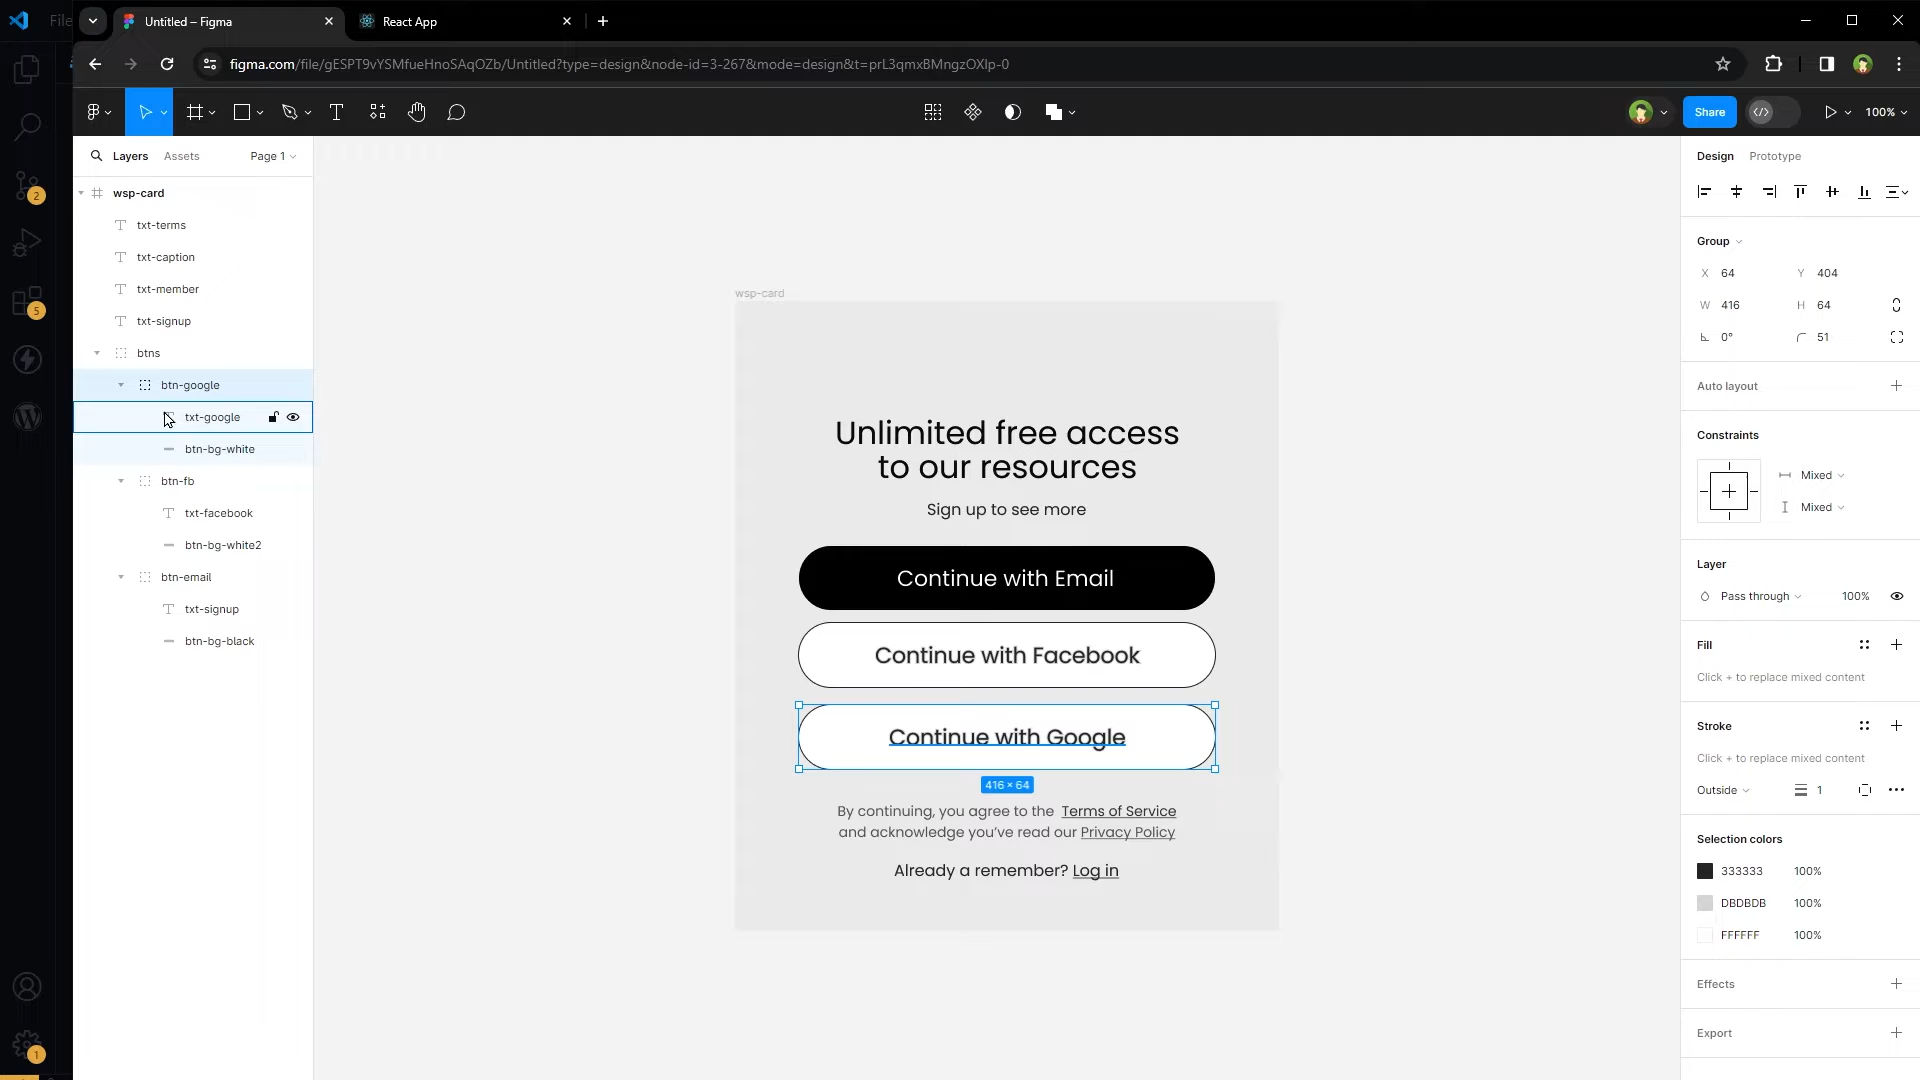 File
Untitled – Figma
React App
figma.com/file/gESPT9vYSMfueHnoSAqOZb/Untitled?type=design&node-id=3-267&mode=design&t=prL3qmxBMngzOXIp-0
Share
100%
Layers
Assets
Page 1
wsp-card
txt-terms
txt-caption
txt-member
txt-signup
btns
btn-google
txt-google
btn-bg-white
btn-fb
txt-facebook
btn-bg-white2
btn-email
txt-signup
btn-bg-black
2
5
1
wsp-card
Unlimited free access
to our resources
Sign up to see more
Continue with Email
Continue with Facebook
Continue with Google
416 × 64
By continuing, you agree to the Terms of Service
and acknowledge you’ve read our Privacy Policy
Already a remember? Log in
Design
Prototype
Group
X 64 Y 404
W 416 H 64
0° 51
Auto layout
Constraints
Mixed
Mixed
Layer
Pass through 100%
Fill
Click + to replace mixed content
Stroke
Click + to replace mixed content
Outside 1
Selection colors
333333 100%
DBDBDB 100%
FFFFFF 100%
Effects
Export